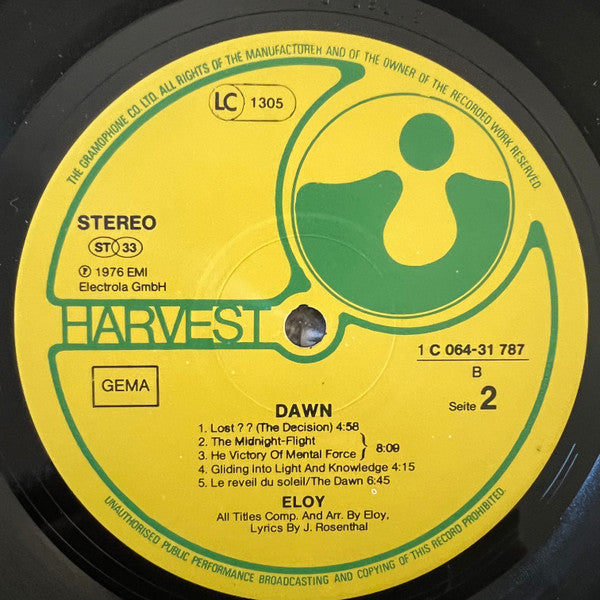 THE GRAMOPHONE CO. LTD. ALL RIGHTS OF THE MANUFACTURER AND OF THE OWNER OF THE RECORDED WORK RESERVED.
LC 1305
STEREO
ST 33
℗ 1976 EMI
Electrola GmbH
HARVEST
1 C 064-31 787
B
Seite 2
GEMA
DAWN
1. Lost ? ? (The Decision) 4:58
2. The Midnight-Flight
3. He Victory Of Mental Force } 8:09
4. Gliding Into Light And Knowledge 4:15
5. Le reveil du soleil/The Dawn 6:45
ELOY
All Titles Comp. And Arr. By Eloy,
Lyrics By J. Rosenthal
UNAUTHORISED PUBLIC PERFORMANCE BROADCASTING AND COPYING OF THIS RECORD PROHIBITED.